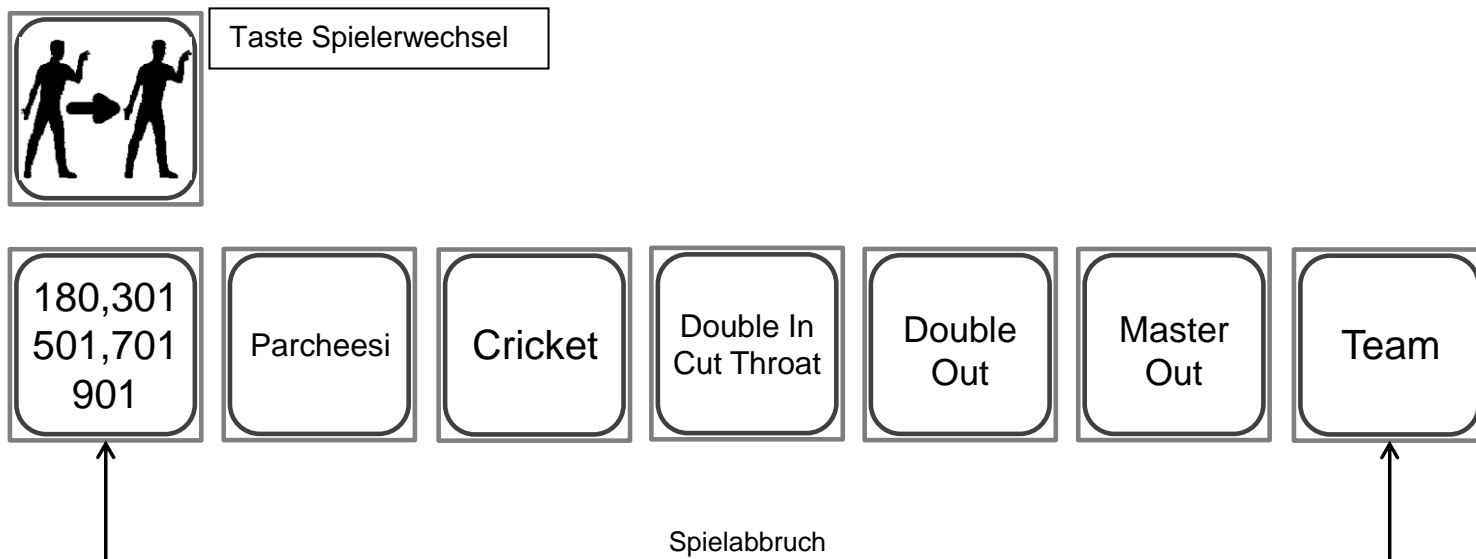 Taste Spielerwechsel
180,301
501,701
901
Parcheesi
Cricket
Double In
Cut Throat
Double
Out
Master
Out
Team
Spielabbruch